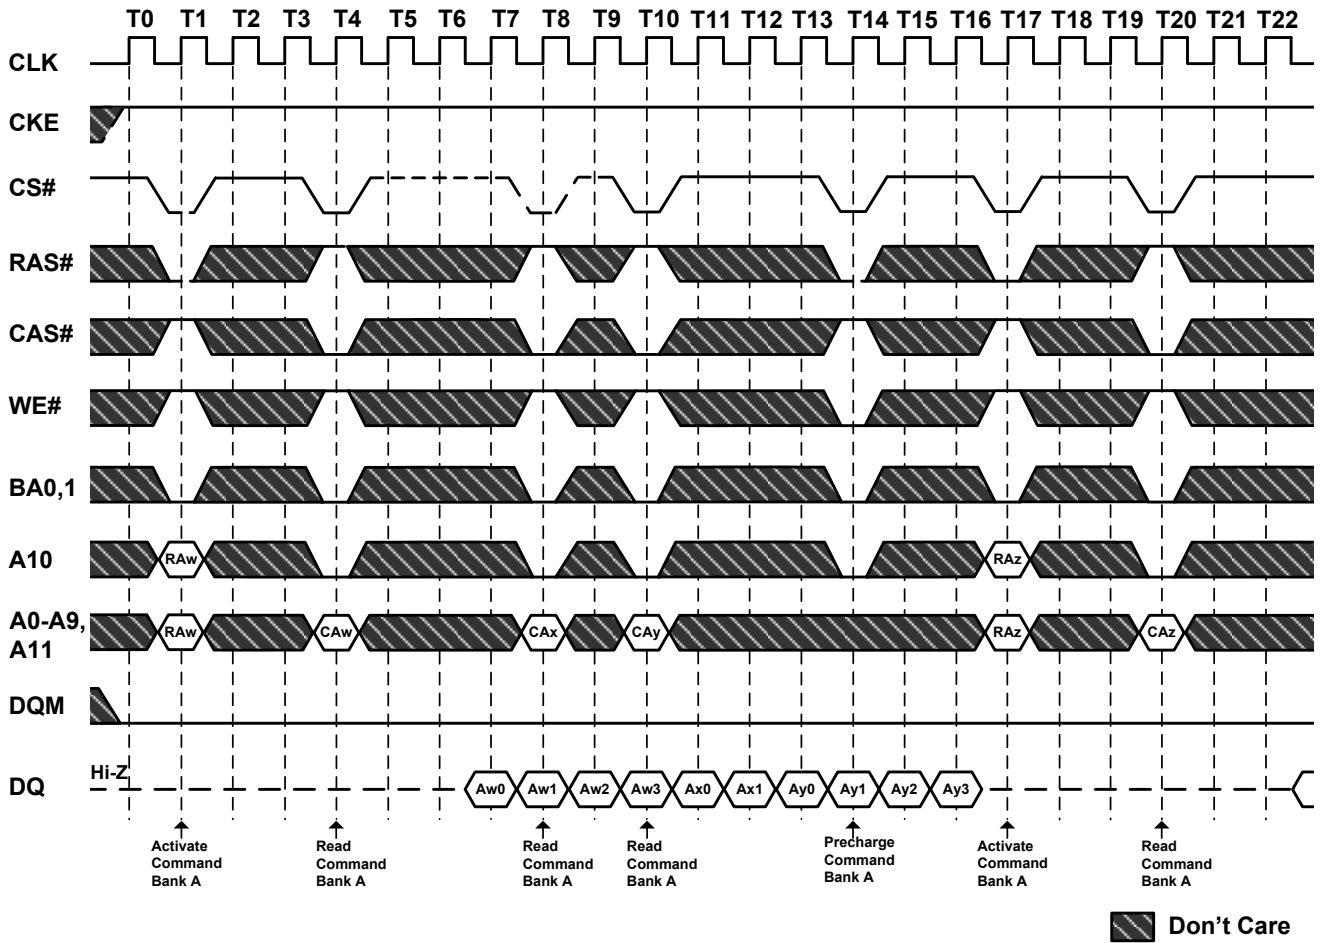 T0 T1 T2 T3 T4 T5 T6 T7 T8 T9 T10 T11 T12 T13 T14 T15 T16 T17 T18 T19 T20 T21 T22
CLK
CKE
CS#
RAS#
CAS#
WE#
BA0,1
A10
RAw RAz
A0-A9,
A11
RAw CAw CAx CAy RAz CAz
DQM
Hi-Z
DQ
Aw0 Aw1 Aw2 Aw3 Ax0 Ax1 Ay0 Ay1 Ay2 Ay3
Activate
Command
Bank A
Read
Command
Bank A
Read
Command
Bank A
Read
Command
Bank A
Precharge
Command
Bank A
Activate
Command
Bank A
Read
Command
Bank A
Don't Care